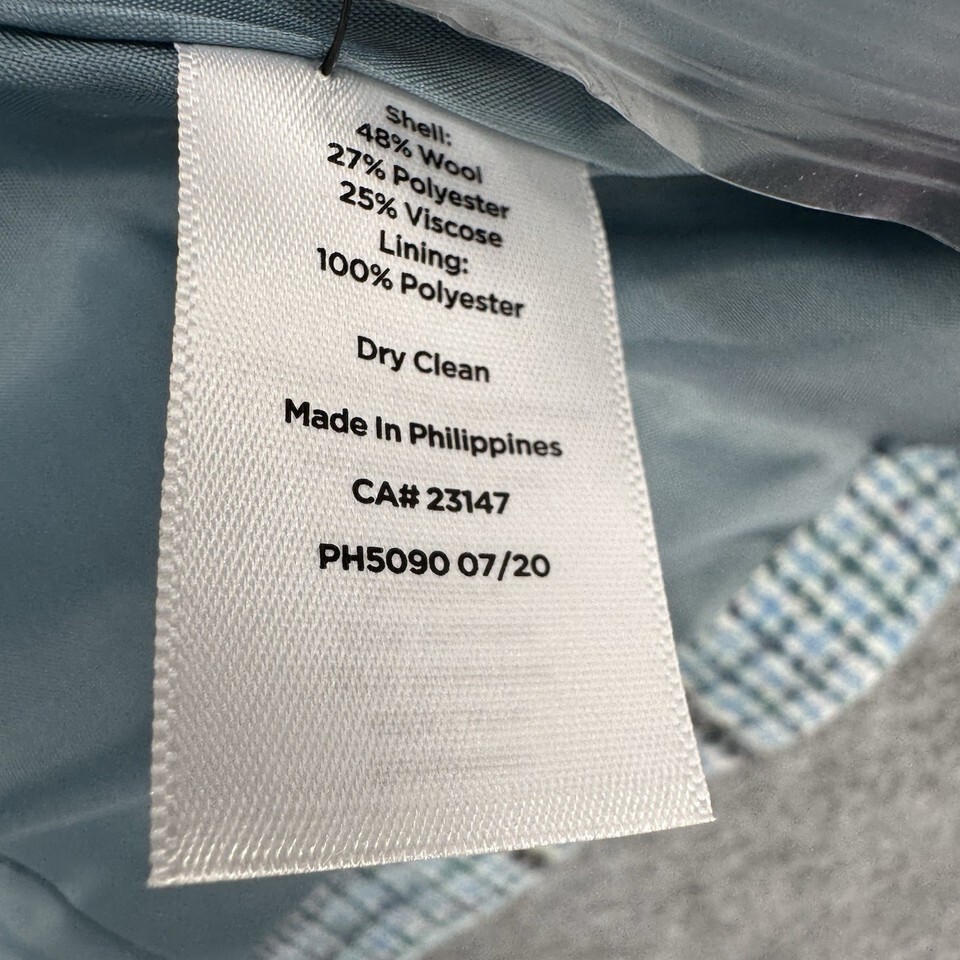 Shell:
48% Wool
27% Polyester
25% Viscose
Lining:
100% Polyester
Dry Clean
Made In Philippines
CA# 23147
PH5090 07/20